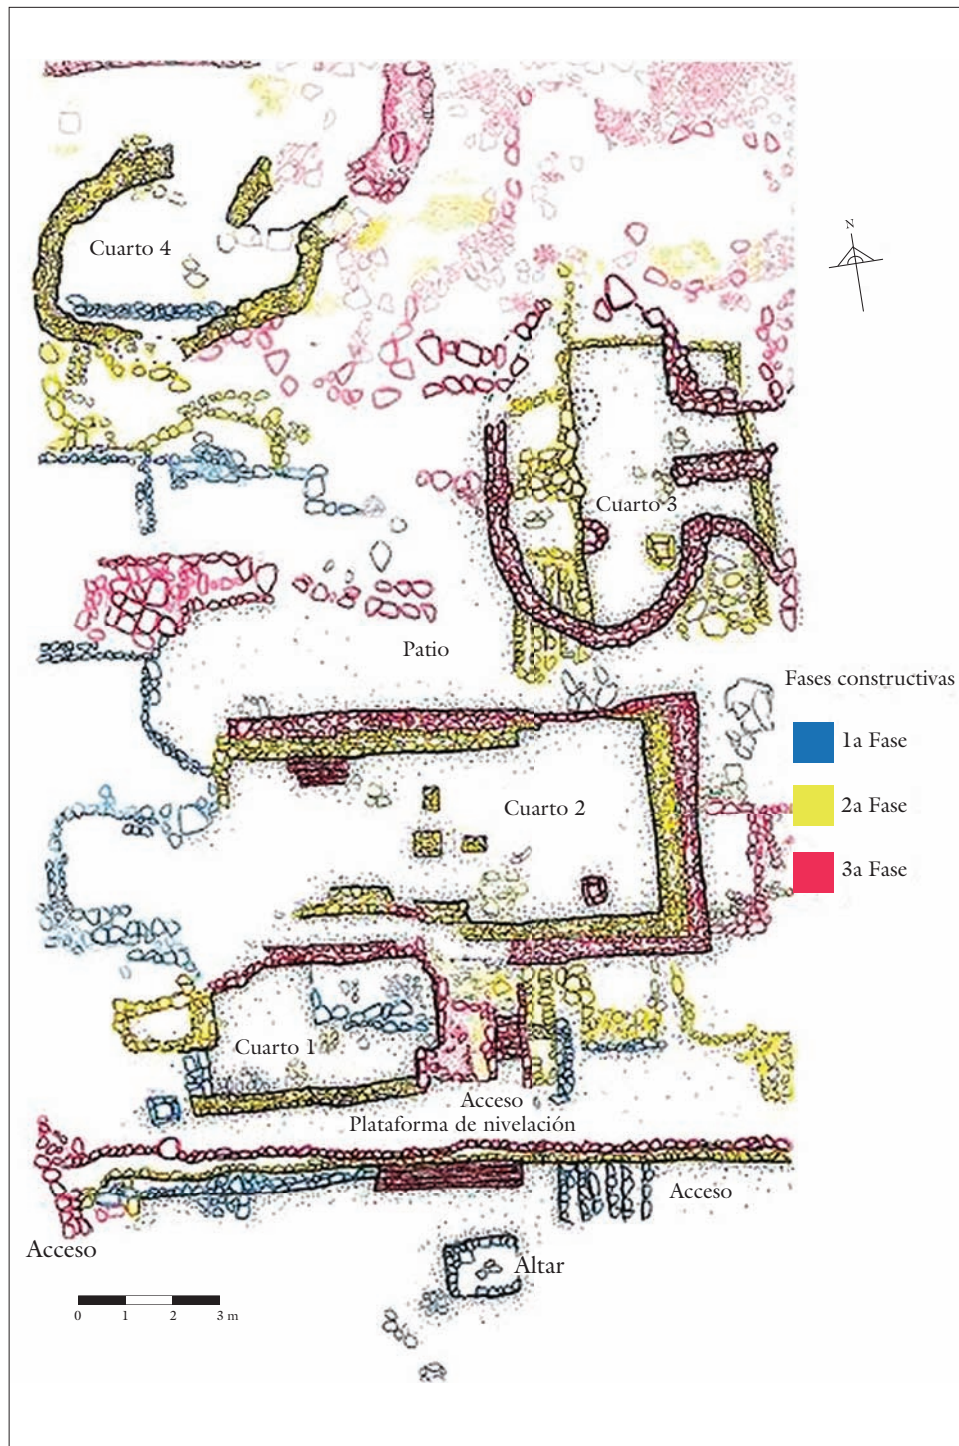 Cuarto 4
N
Cuarto 3
Patio
Fases constructivas
1a Fase
2a Fase
3a Fase
Cuarto 2
Cuarto 1
Acceso
Plataforma de nivelación
Acceso
Acceso
Altar
0 1 2 3 m